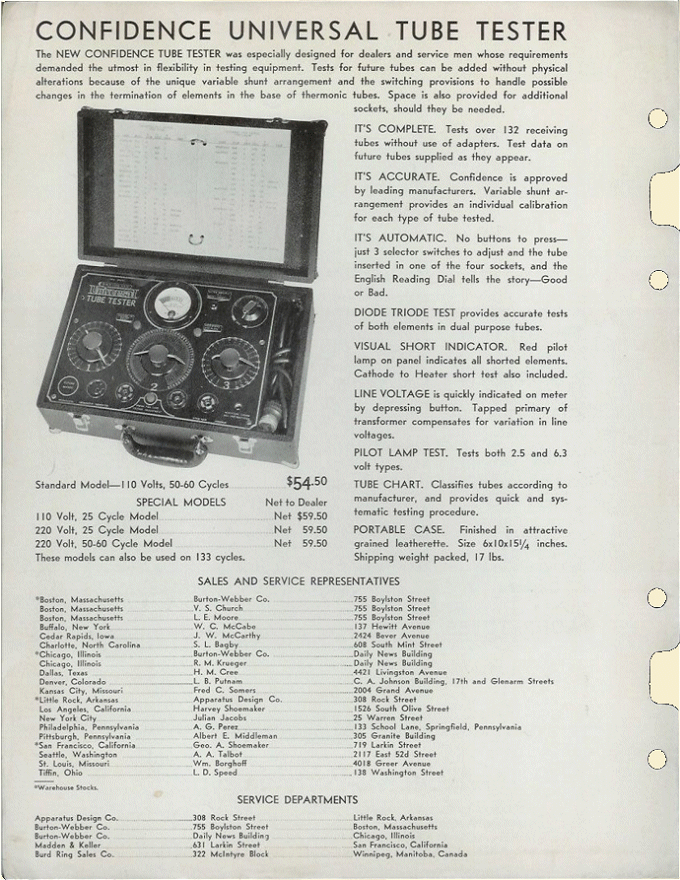 CONFIDENCE UNIVERSAL TUBE TESTER
The NEW CONFIDENCE TUBE TESTER was especially designed for dealers and service men whose requirements
demanded the utmost in flexibility in testing equipment. Tests for future tubes can be added without physical
alterations because of the unique variable shunt arrangement and the switching provisions to handle possible
changes in the termination of elements in the base of thermonic tubes. Space is also provided for additional
sockets, should they be needed.
IT'S COMPLETE. Tests over 132 receiving
tubes without use of adapters. Test data on
future tubes supplied as they appear.
IT'S ACCURATE. Confidence is approved
by leading manufacturers. Variable shunt ar-
rangement provides an individual calibration
for each type of tube tested.
IT'S AUTOMATIC. No buttons to press—
just 3 selector switches to adjust and the tube
inserted in one of the four sockets, and the
English Reading Dial tells the story—Good
or Bad.
DIODE TRIODE TEST provides accurate tests
of both elements in dual purpose tubes.
VISUAL SHORT INDICATOR. Red pilot
lamp on panel indicates all shorted elements.
Cathode to Heater short test also included.
LINE VOLTAGE is quickly indicated on meter
by depressing button. Tapped primary of
transformer compensates for variation in line
voltages.
PILOT LAMP TEST. Tests both 2.5 and 6.3
volt types.
TUBE CHART. Classifies tubes according to
manufacturer, and provides quick and sys-
tematic testing procedure.
PORTABLE CASE. Finished in attractive
grained leatherette. Size 6x10x15¼ inches.
Shipping weight packed, 17 lbs.
Universal
TUBE TESTER
1
2
3
Standard Model—110 Volts, 50-60 Cycles $54.50
SPECIAL MODELS Net to Dealer
110 Volt, 25 Cycle Model Net $59.50
220 Volt, 25 Cycle Model Net 59.50
220 Volt, 50-60 Cycle Model Net 59.50
These models can also be used on 133 cycles.
SALES AND SERVICE REPRESENTATIVES
*Boston, Massachusetts Burton-Webber Co. 755 Boylston Street
Boston, Massachusetts V. S. Church 755 Boylston Street
Boston, Massachusetts L. E. Moore 755 Boylston Street
Buffalo, New York W. C. McCabe 137 Hewitt Avenue
Cedar Rapids, Iowa J. W. McCarthy 2424 Bever Avenue
Charlotte, North Carolina S. L. Bagby 608 South Mint Street
*Chicago, Illinois Burton-Webber Co. Daily News Building
Chicago, Illinois R. M. Krueger Daily News Building
Dallas, Texas H. M. Cree 4421 Livingston Avenue
Denver, Colorado L. B. Putnam C. A. Johnson Building, 17th and Glenarm Streets
Kansas City, Missouri Fred C. Somers 2004 Grand Avenue
*Little Rock, Arkansas Apparatus Design Co. 308 Rock Street
Los Angeles, California Harvey Shoemaker 1526 South Olive Street
New York City Julian Jacobs 25 Warren Street
Philadelphia, Pennsylvania A. G. Perez 133 School Lane, Springfield, Pennsylvania
Pittsburgh, Pennsylvania Albert E. Middleman 305 Granite Building
*San Francisco, California Geo. A. Shoemaker 719 Larkin Street
Seattle, Washington A. A. Talbot 2117 East 52d Street
St. Louis, Missouri Wm. Borghoff 4018 Greer Avenue
Tiffin, Ohio L. D. Speed 138 Washington Street
*Warehouse Stocks.
SERVICE DEPARTMENTS
Apparatus Design Co. 308 Rock Street Little Rock, Arkansas
Burton-Webber Co. 755 Boylston Street Boston, Massachusetts
Burton-Webber Co. Daily News Building Chicago, Illinois
Madden & Keller 631 Larkin Street San Francisco, California
Burd Ring Sales Co. 322 McIntyre Block Winnipeg, Manitoba, Canada